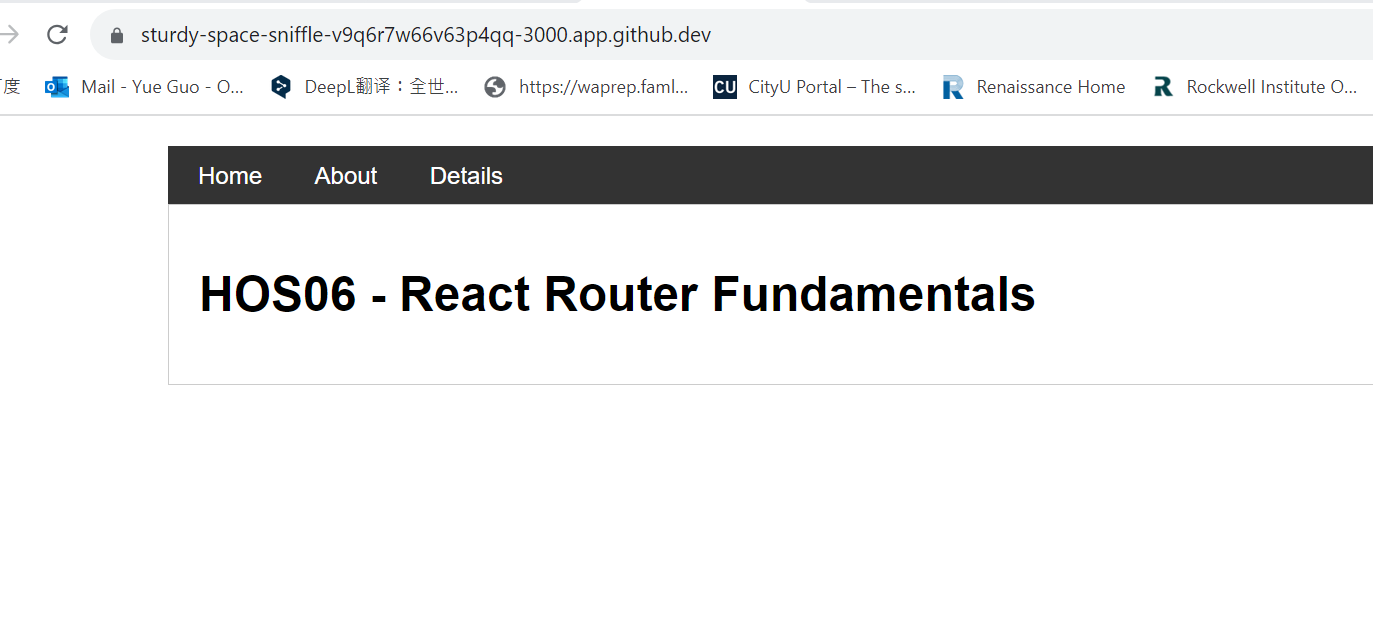 sturdy-space-sniffle-v9q6r7w66v63p4qq-3000.app.github.dev
度 Mail - Yue Guo - O... DeepL翻译：全世... https://waprep.faml... CU CityU Portal – The s... Renaissance Home Rockwell Institute O...
Home About Details
HOS06 - React Router Fundamentals